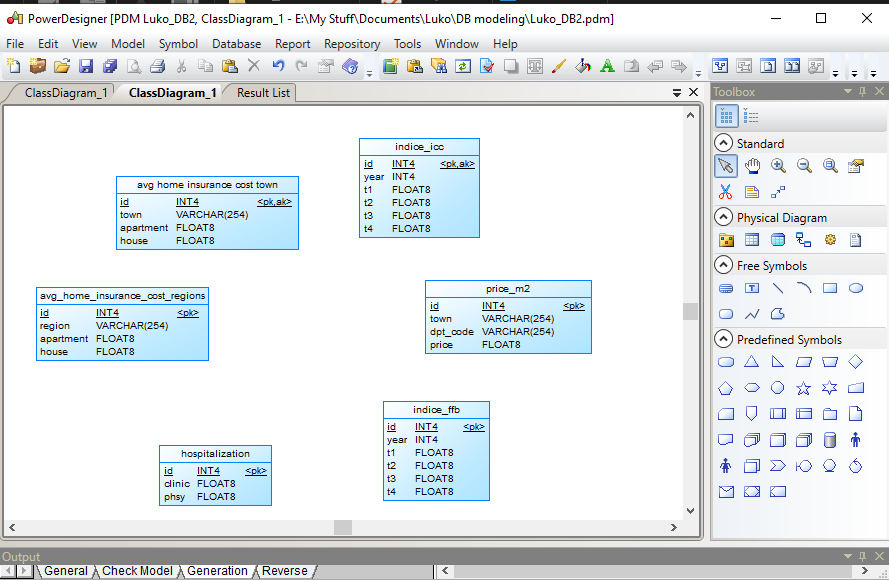 PowerDesigner [PDM Luko_DB2, ClassDiagram_1 - E:\My Stuff\Documents\Luko\DB modeling\Luko_DB2.pdm]
File Edit View Model Symbol Database Report Repository Tools Window Help
ClassDiagram_1 ClassDiagram_1 Result List
Toolbox
Standard
Physical Diagram
Free Symbols
Predefined Symbols
indice_icc
id INT4 <pk,ak>
year INT4
t1 FLOAT8
t2 FLOAT8
t3 FLOAT8
t4 FLOAT8
avg home insurance cost town
id INT4 <pk,ak>
town VARCHAR(254)
apartment FLOAT8
house FLOAT8
avg_home_insurance_cost_regions
id INT4 <pk>
region VARCHAR(254)
apartment FLOAT8
house FLOAT8
price_m2
id INT4 <pk>
town VARCHAR(254)
dpt_code VARCHAR(254)
price FLOAT8
indice_ffb
id INT4 <pk>
year INT4
t1 FLOAT8
t2 FLOAT8
t3 FLOAT8
t4 FLOAT8
hospitalization
id INT4 <pk>
clinic FLOAT8
phsy FLOAT8
Output
General Check Model Generation Reverse